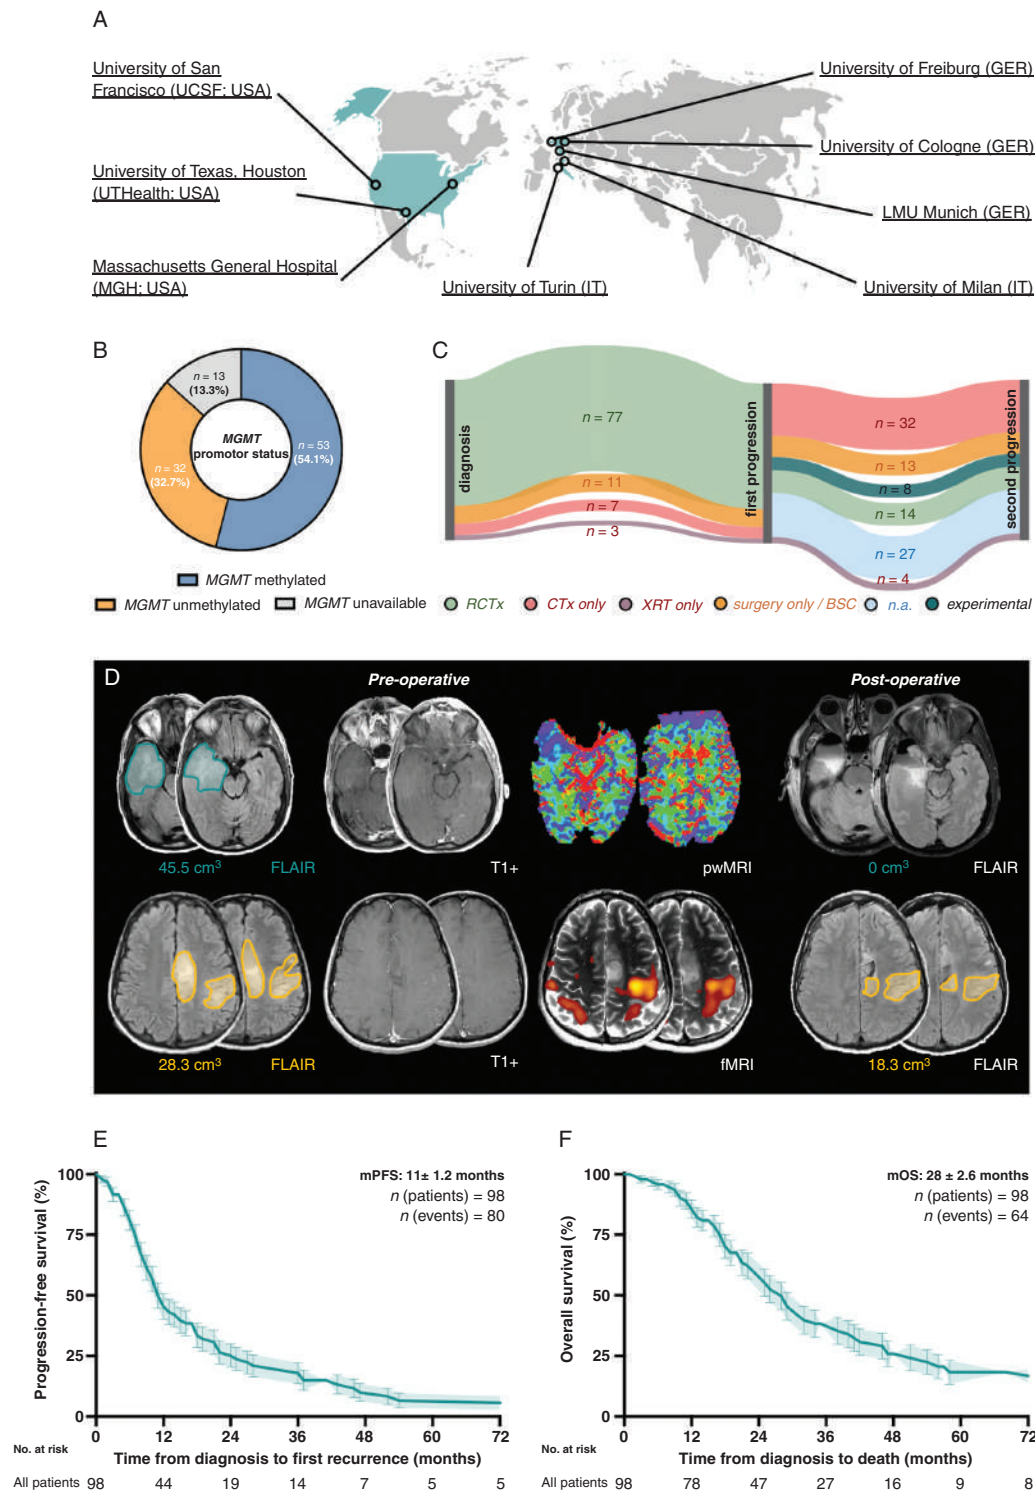 A
University of San
Francisco (UCSF; USA)
University of Texas, Houston
(UTHealth; USA)
Massachusetts General Hospital
(MGH; USA)
University of Turin (IT)
University of Freiburg (GER)
University of Cologne (GER)
LMU Munich (GER)
University of Milan (IT)
B
n = 13
(13.3%)
MGMT
promotor status
n = 53
(54.1%)
n = 32
(32.7%)
MGMT methylated
MGMT unmethylated
MGMT unavailable
C
diagnosis
n = 77
n = 11
n = 7
n = 3
first progression
n = 32
n = 13
n = 8
n = 14
n = 27
n = 4
second progression
RCTx
CTx only
XRT only
surgery only / BSC
n.a.
experimental
D
Pre-operative
Post-operative
45.5 cm³
FLAIR
T1+
pwMRI
0 cm³
FLAIR
28.3 cm³
FLAIR
T1+
fMRI
18.3 cm³
FLAIR
E
mPFS: 11± 1.2 months
n (patients) = 98
n (events) = 80
Progression-free survival (%)
100
75
50
25
0
0 12 24 36 48 60 72
No. at risk
Time from diagnosis to first recurrence (months)
All patients 98 44 19 14 7 5 5
F
mOS: 28 ± 2.6 months
n (patients) = 98
n (events) = 64
Overall survival (%)
100
75
50
25
0
0 12 24 36 48 60 72
No. at risk
Time from diagnosis to death (months)
All patients 98 78 47 27 16 9 8